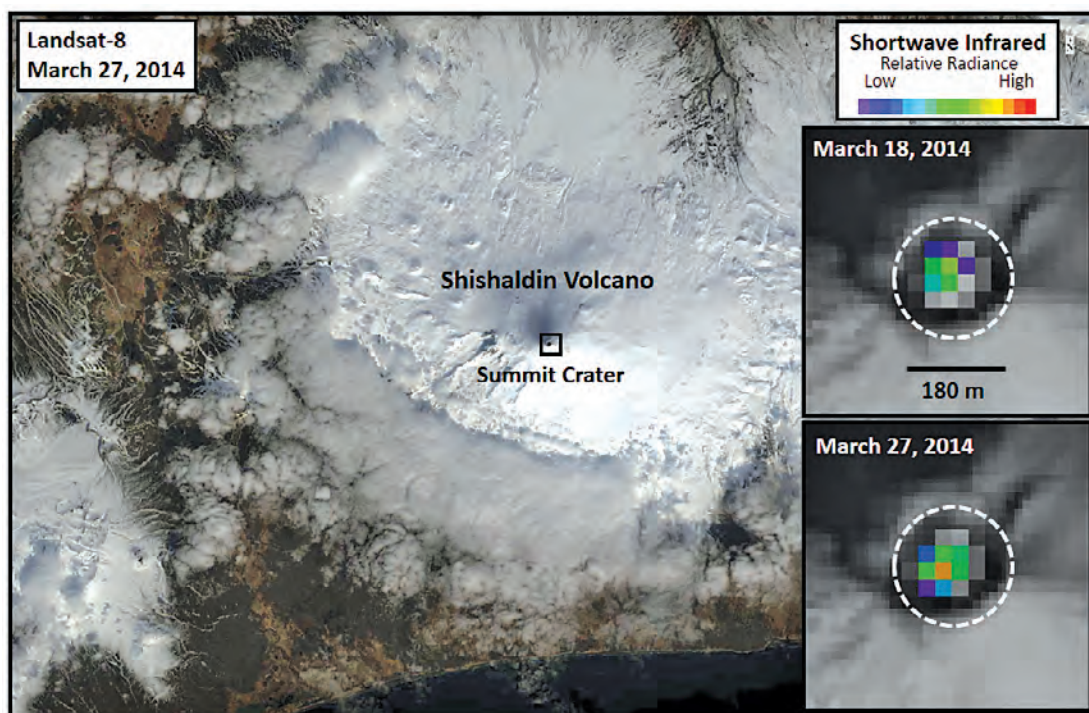 Landsat-8
March 27, 2014
Shortwave Infrared
Relative Radiance
Low High
March 18, 2014
Shishaldin Volcano
Summit Crater
180 m
March 27, 2014